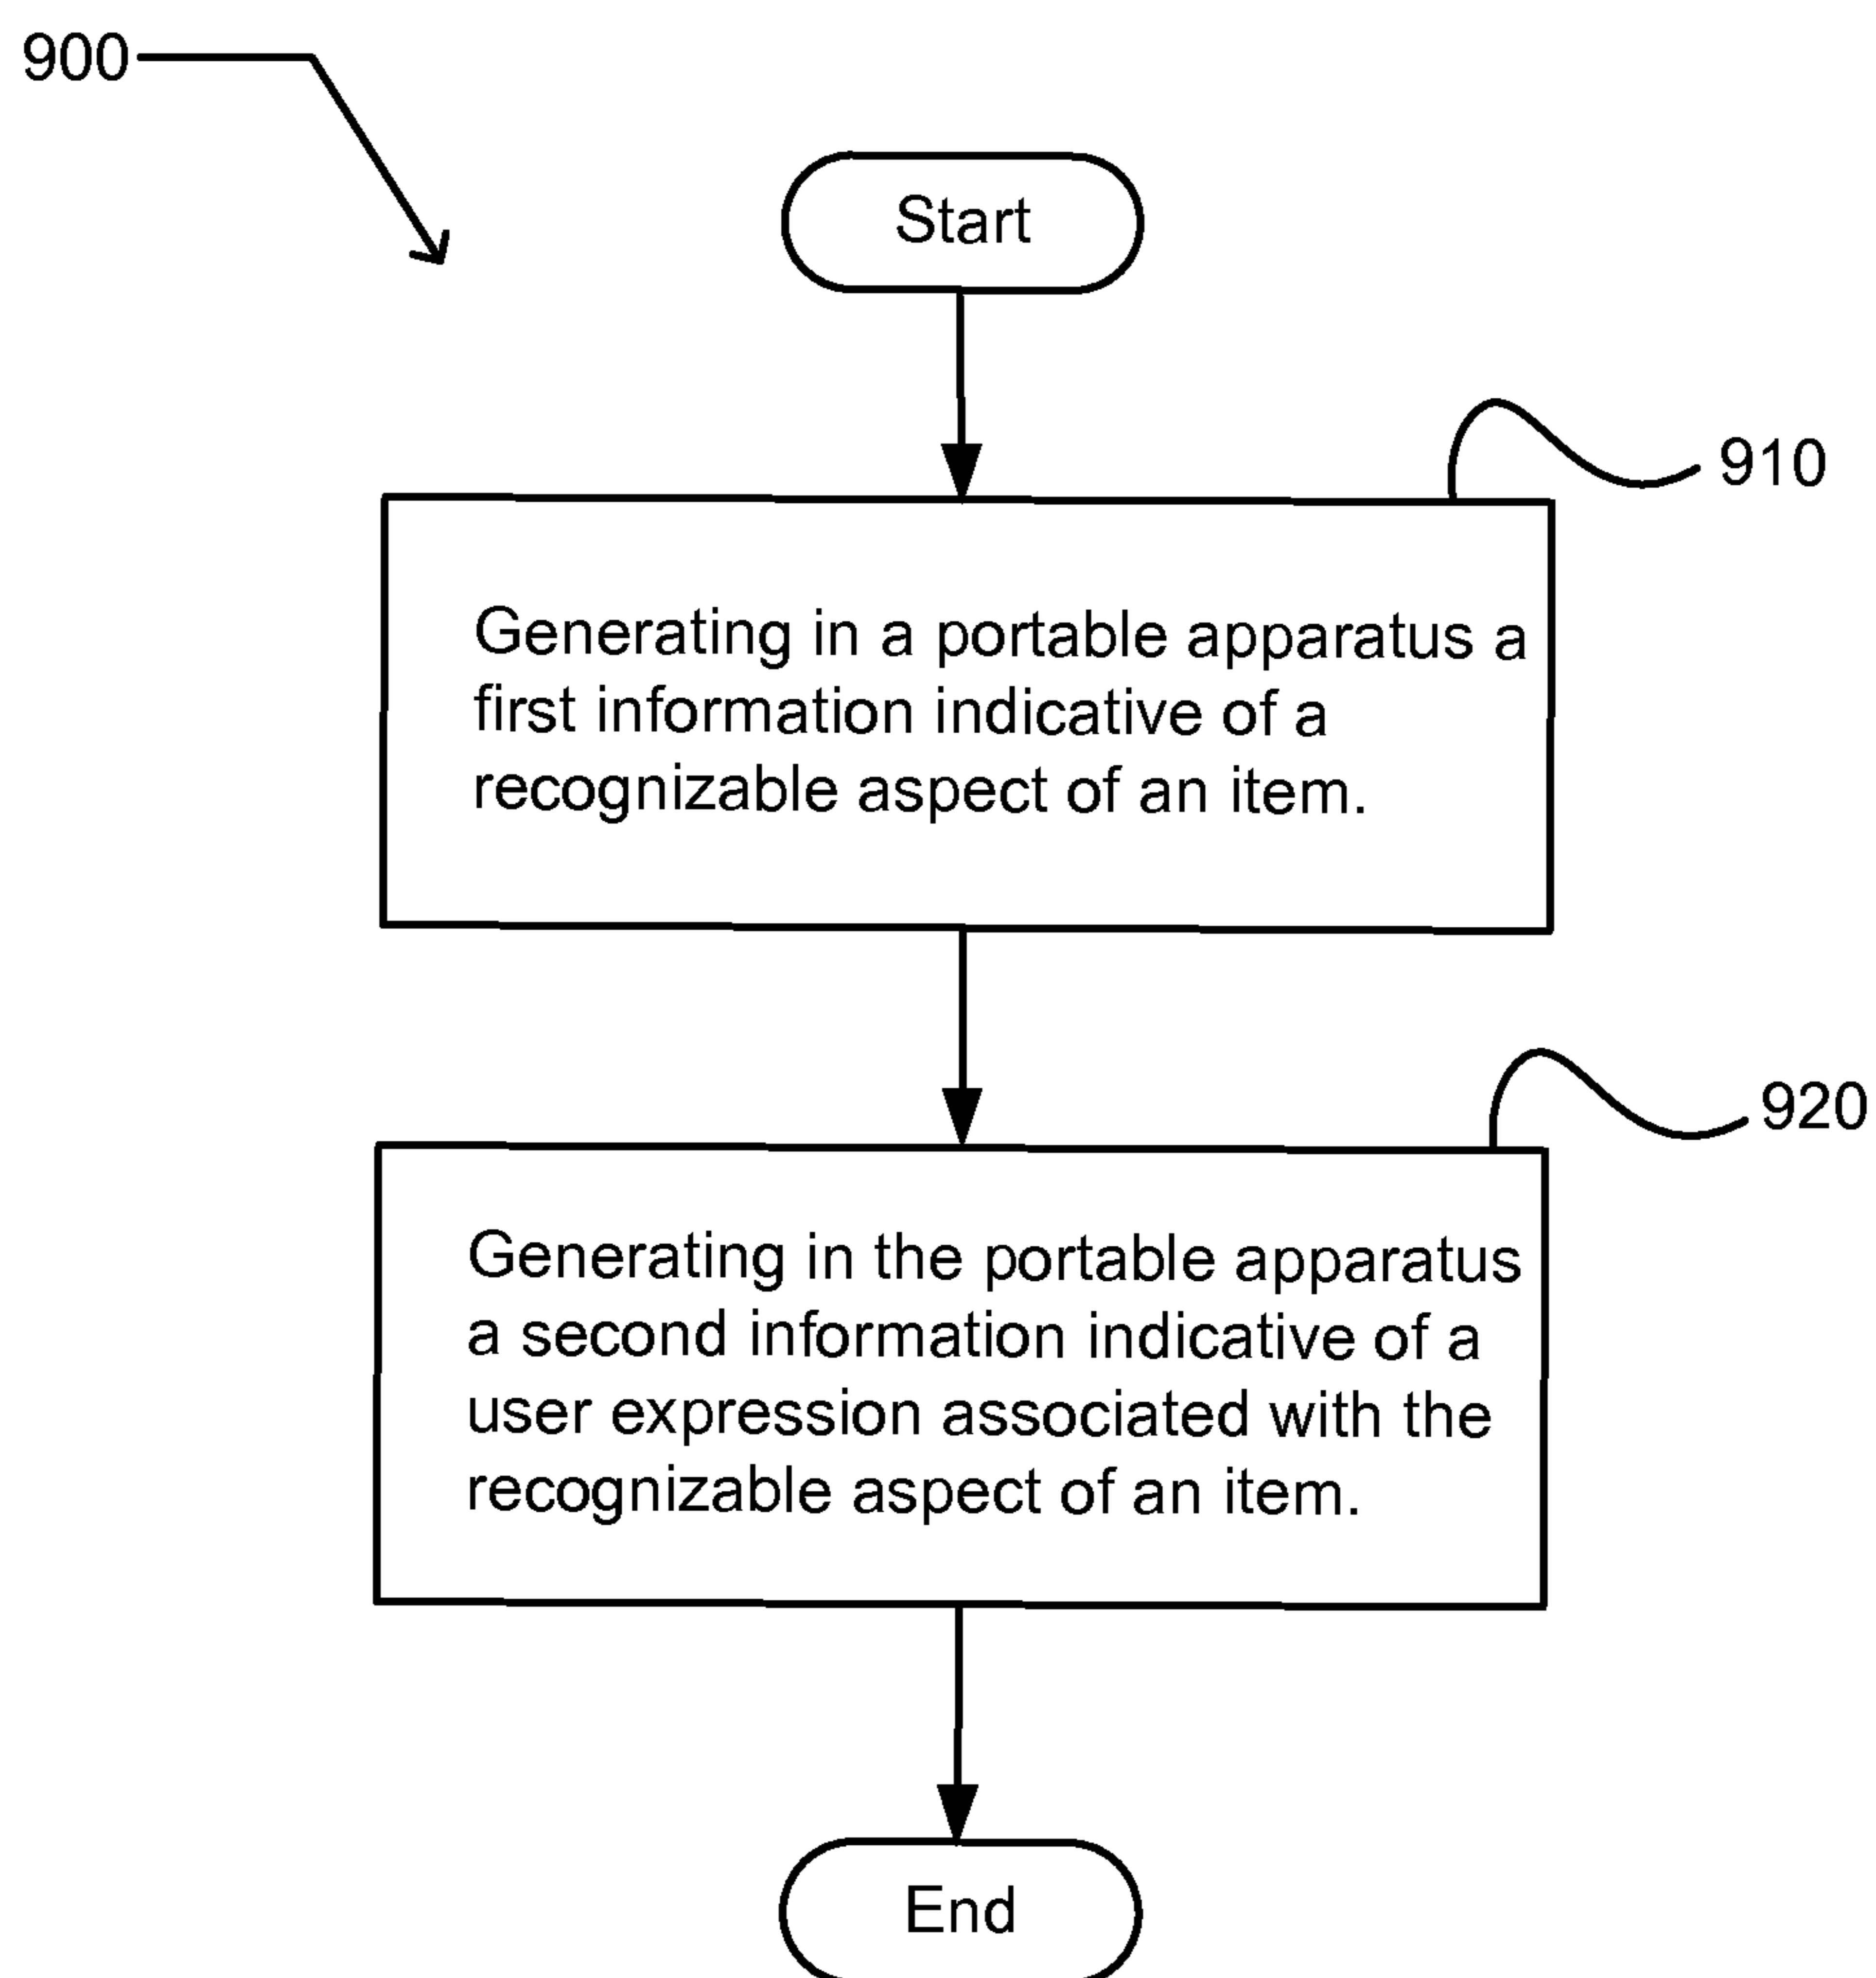 900
Start
910
Generating in a portable apparatus a
first information indicative of a
recognizable aspect of an item.
920
Generating in the portable apparatus
a second information indicative of a
user expression associated with the
recognizable aspect of an item.
End